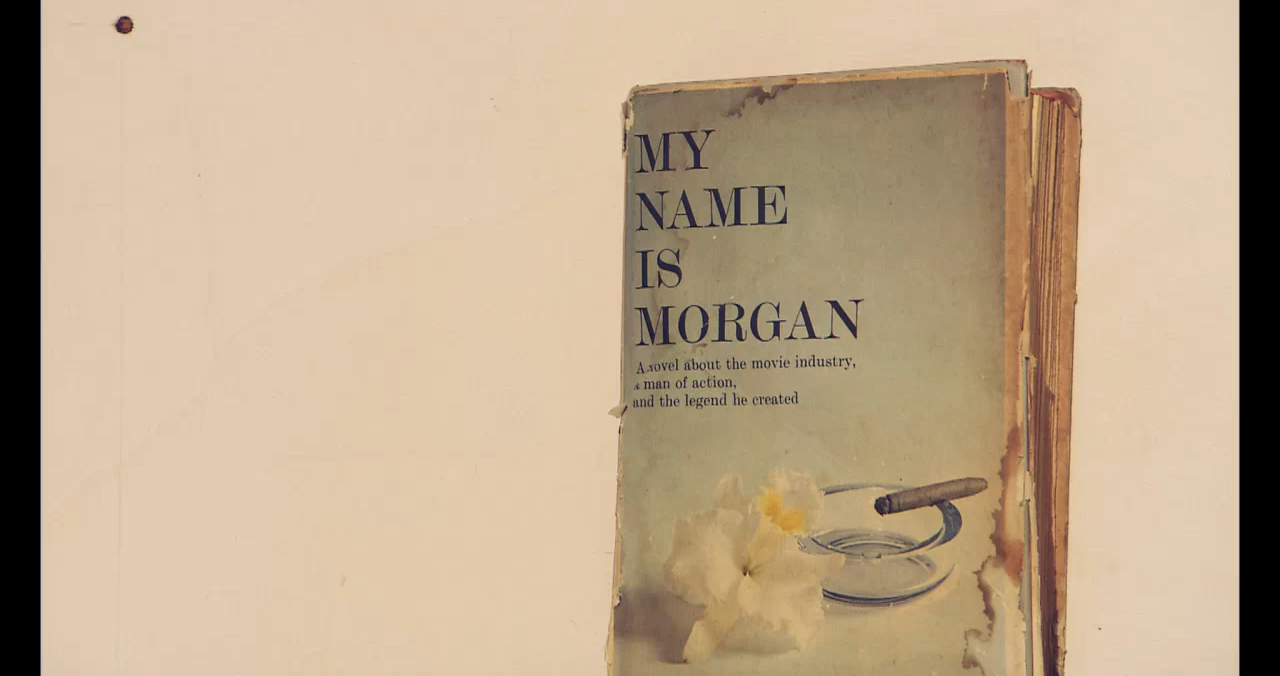 MY
NAME
IS
MORGAN
A novel about the movie industry,
a man of action,
and the legend he created